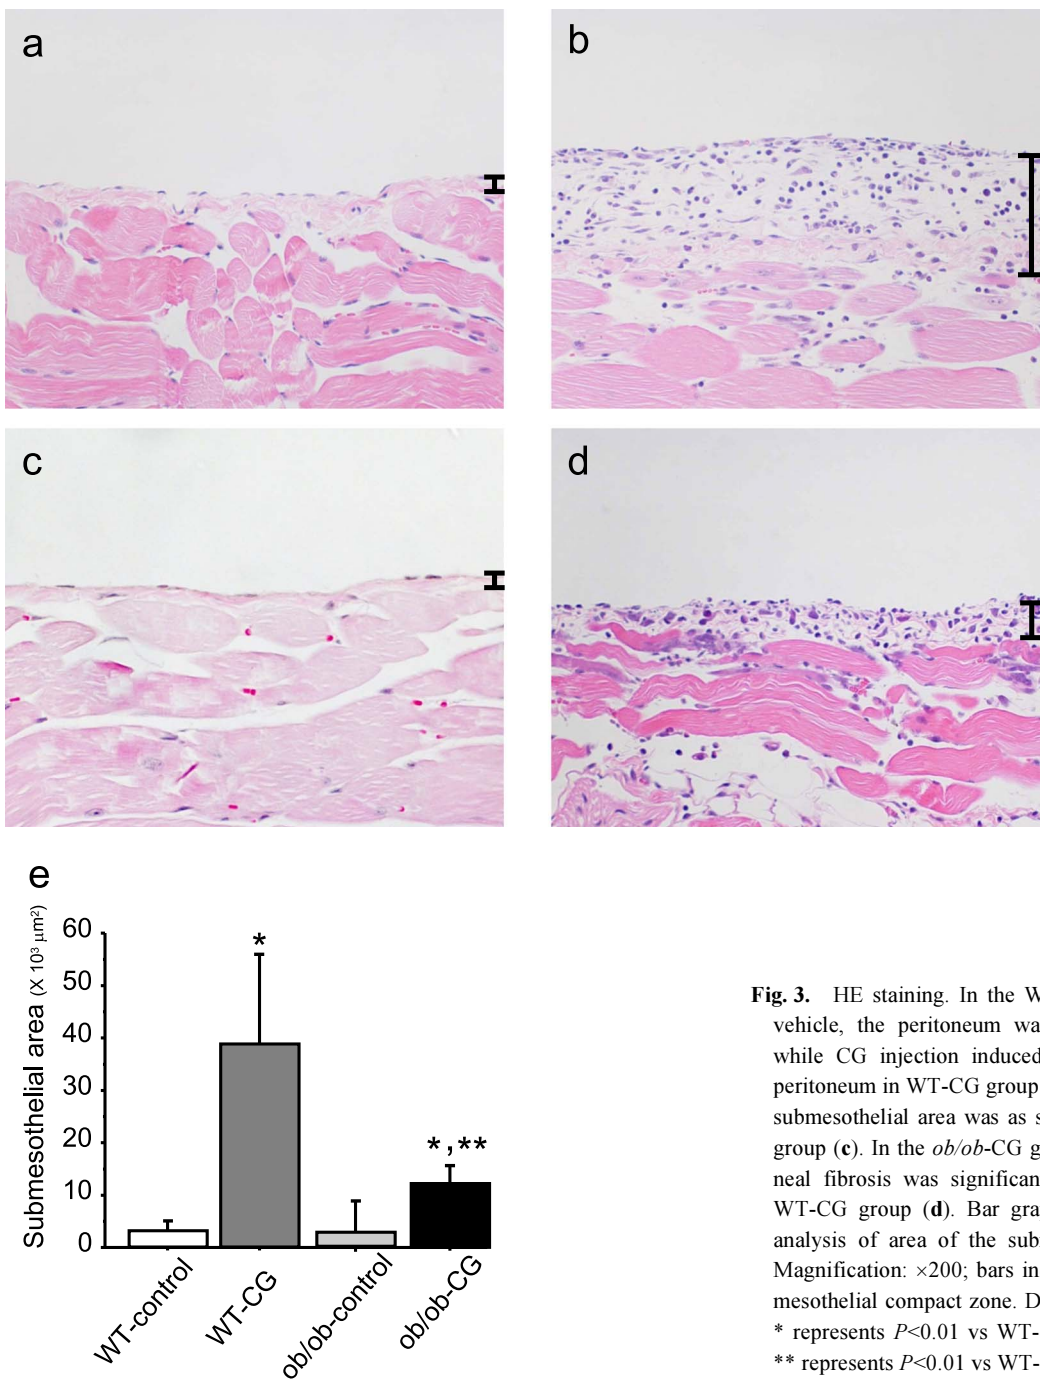 a
b
c
d
e
Submesothelial area (X 10³ μm²)
60
50
40
30
20
10
0
*
*,**
WT-control
WT-CG
ob/ob-control
ob/ob-CG
Fig. 3. HE staining. In the W
vehicle, the peritoneum wa
while CG injection induced
peritoneum in WT-CG group
submesothelial area was as s
group (c). In the ob/ob-CG g
neal fibrosis was significan
WT-CG group (d). Bar gra
analysis of area of the sub
Magnification: ×200; bars in
mesothelial compact zone. D
* represents P<0.01 vs WT-
** represents P<0.01 vs WT-